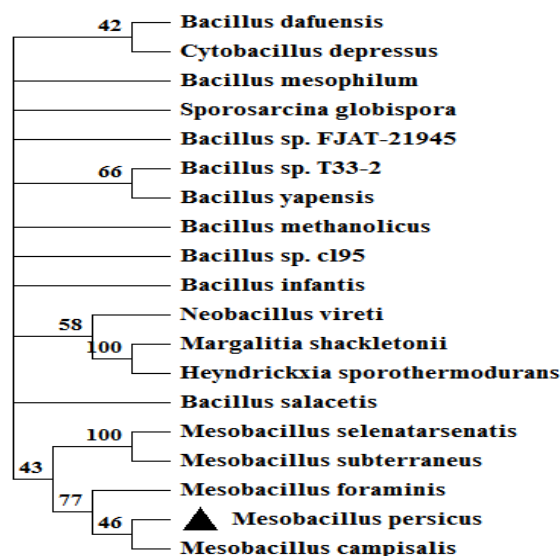 42
Bacillus dafuensis
Cytobacillus depressus
Bacillus mesophilum
Sporosarcina globispora
Bacillus sp. FJAT-21945
66
Bacillus sp. T33-2
Bacillus yapensis
Bacillus methanolicus
Bacillus sp. cl95
Bacillus infantis
58
Neobacillus vireti
100
Margalitia shackletonii
Heyndrickxia sporothermodurans
Bacillus salacetis
43
100
Mesobacillus selenatarsenatis
Mesobacillus subterraneus
77
Mesobacillus foraminis
46
Mesobacillus persicus
Mesobacillus campisalis